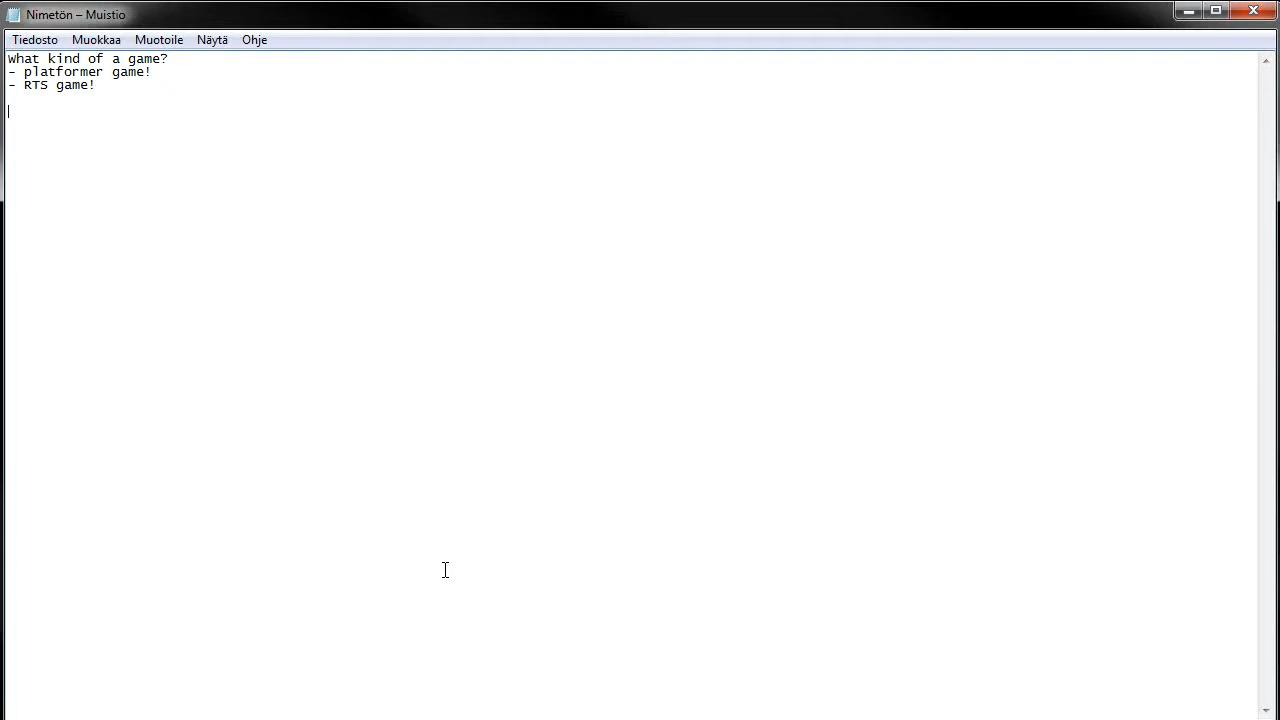 Nimetön – Muistio
Tiedosto Muokkaa Muotoile Näytä Ohje
What kind of a game?
- platformer game!
- RTS game!